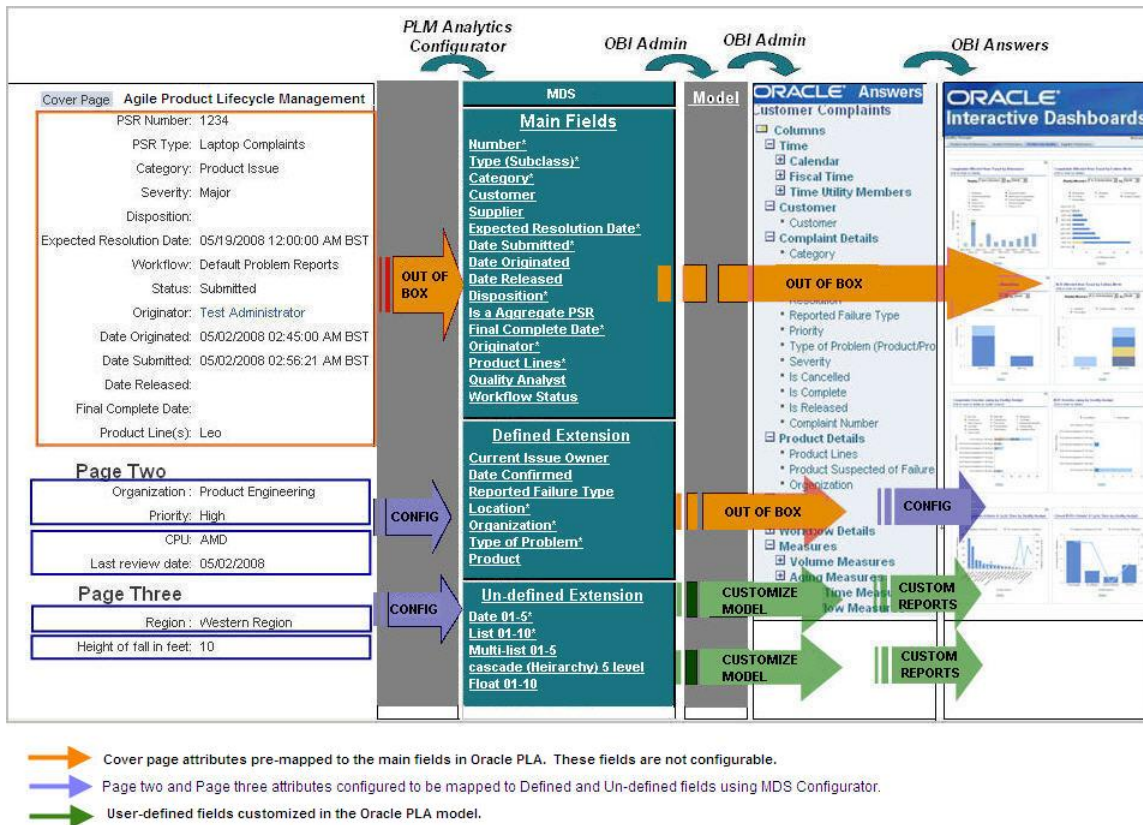 PLM Analytics
Configurator
OBI Admin
OBI Admin
OBI Answers
Cover Page Agile Product Lifecycle Management
PSR Number: 1234
PSR Type: Laptop Complaints
Category: Product Issue
Severity: Major
Disposition:
Expected Resolution Date: 05/19/2008 12:00:00 AM BST
Workflow: Default Problem Reports
Status: Submitted
Originator: Test Administrator
Date Originated: 05/02/2008 02:45:00 AM BST
Date Submitted: 05/02/2008 02:56:21 AM BST
Date Released:
Final Complete Date:
Product Line(s): Leo
Page Two
Organization : Product Engineering
Priority: High
CPU: AMD
Last review date: 05/02/2008
Page Three
Region : Western Region
Height of fall in feet: 10
OUT OF
BOX
CONFIG
CONFIG
MDS
Main Fields
Number*
Type (Subclass)*
Category*
Customer
Supplier
Expected Resolution Date*
Date Submitted*
Date Originated
Date Released
Disposition*
Is a Aggregate PSR
Final Complete Date*
Originator*
Product Lines*
Quality Analyst
Workflow Status
Defined Extension
Current Issue Owner
Date Confirmed
Reported Failure Type
Location*
Organization*
Type of Problem*
Product
Un-defined Extension
Date 01-5*
List 01-10*
Multi-list 01-5
cascade (Heirarchy) 5 level
Float 01-10
Model
ORACLE Answers
Customer Complaints
Columns
Time
Calendar
Fiscal Time
Time Utility Members
Customer
Customer
Complaint Details
Category
OUT OF BOX
Resolution
Reported Failure Type
Priority
Type of Problem (Product/Pro
Severity
Is Cancelled
Is Complete
Is Released
Complaint Number
Product Details
Product Lines
Product Suspected of Failure
Organization
OUT OF BOX
Workflow Details
Measures
Volume Measures
Aging Measures
Time Measu
low Measu
CUSTOMIZE
MODEL
CUSTOMIZE
MODEL
ORACLE
Interactive Dashboards
CONFIG
CUSTOM
REPORTS
CUSTOM
REPORTS
Cover page attributes pre-mapped to the main fields in Oracle PLA. These fields are not configurable.
Page two and Page three attributes configured to be mapped to Defined and Un-defined fields using MDS Configurator.
User-defined fields customized in the Oracle PLA model.